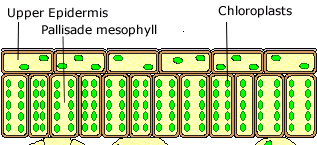 Upper Epidermis
Chloroplasts
Pallisade mesophyll